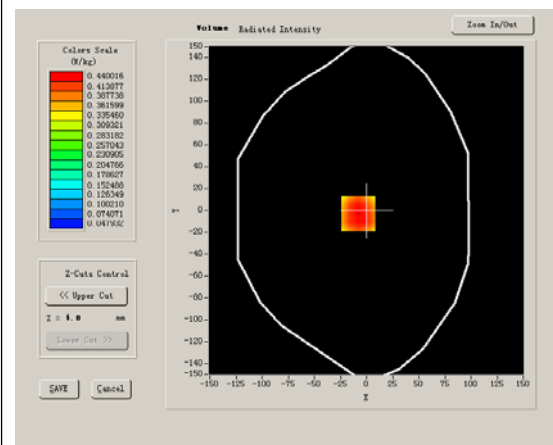 Volume Radiated Intensity
Zoom In/Out
Colors Scale
(W/kg)
0.440016
0.413877
0.387738
0.361599
0.335460
0.309321
0.283182
0.257043
0.230905
0.204766
0.178627
0.152488
0.126349
0.100210
0.074071
0.047932
150
140
120
100
80
60
40
20
0
-20
-40
-60
-80
-100
-120
-140
-150
Y
-150 -125 -100 -75 -50 -25 0 25 50 75 100 125 150
X
Z-Cuts Control
<< Upper Cut
Z = 4.0 mm
Lower Cut >>
SAVE Cancel